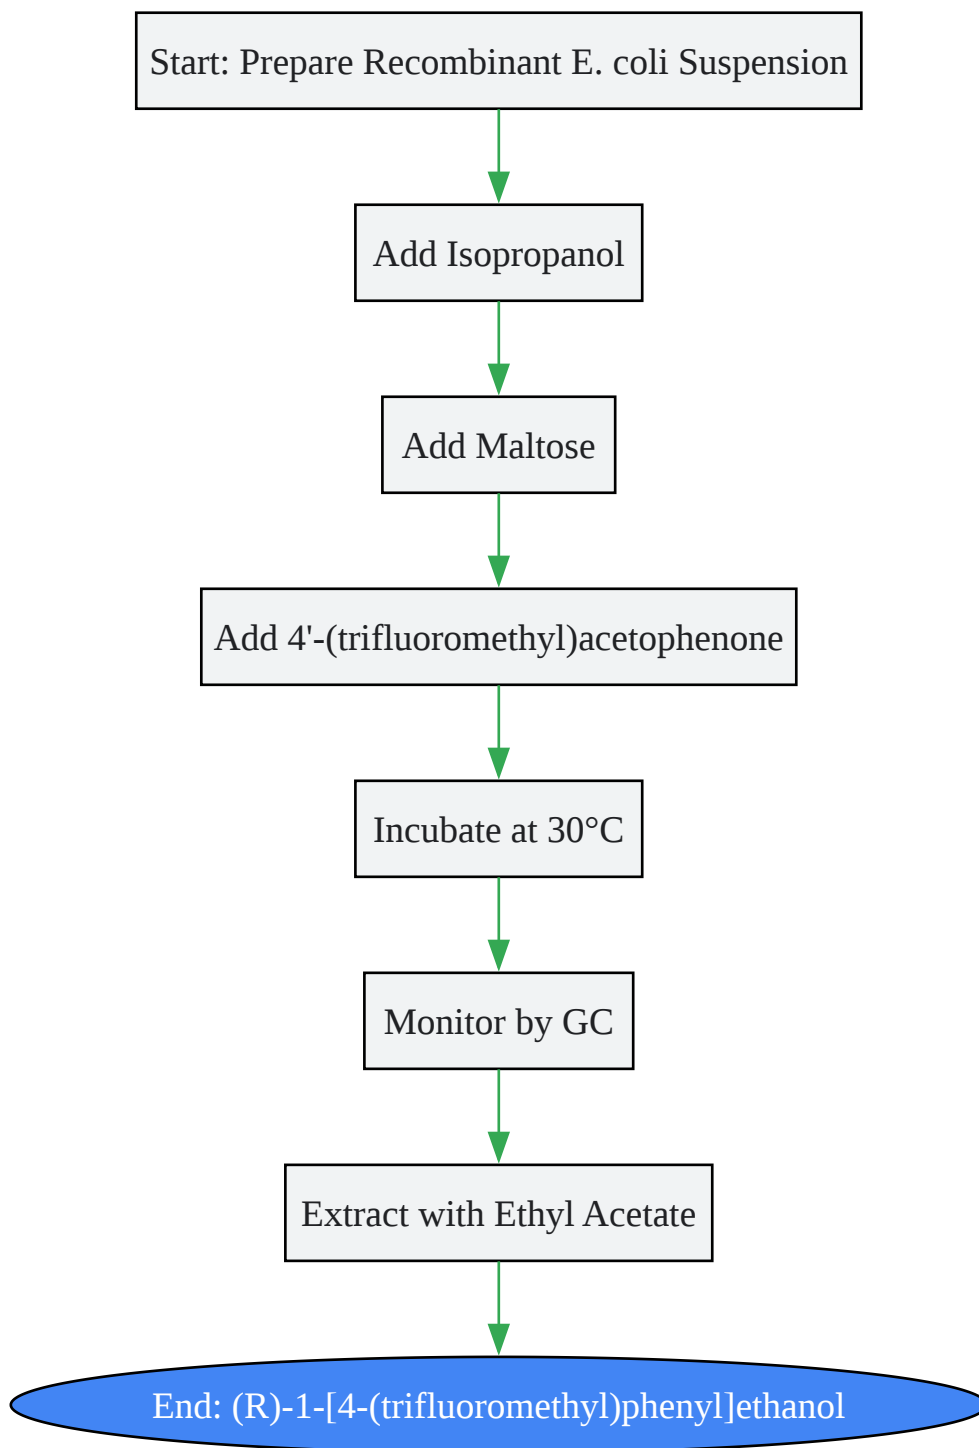 Start: Prepare Recombinant E. coli Suspension
Add Isopropanol
Add Maltose
Add 4'-(trifluoromethyl)acetophenone
Incubate at 30°C
Monitor by GC
Extract with Ethyl Acetate
End: (R)-1-[4-(trifluoromethyl)phenyl]ethanol